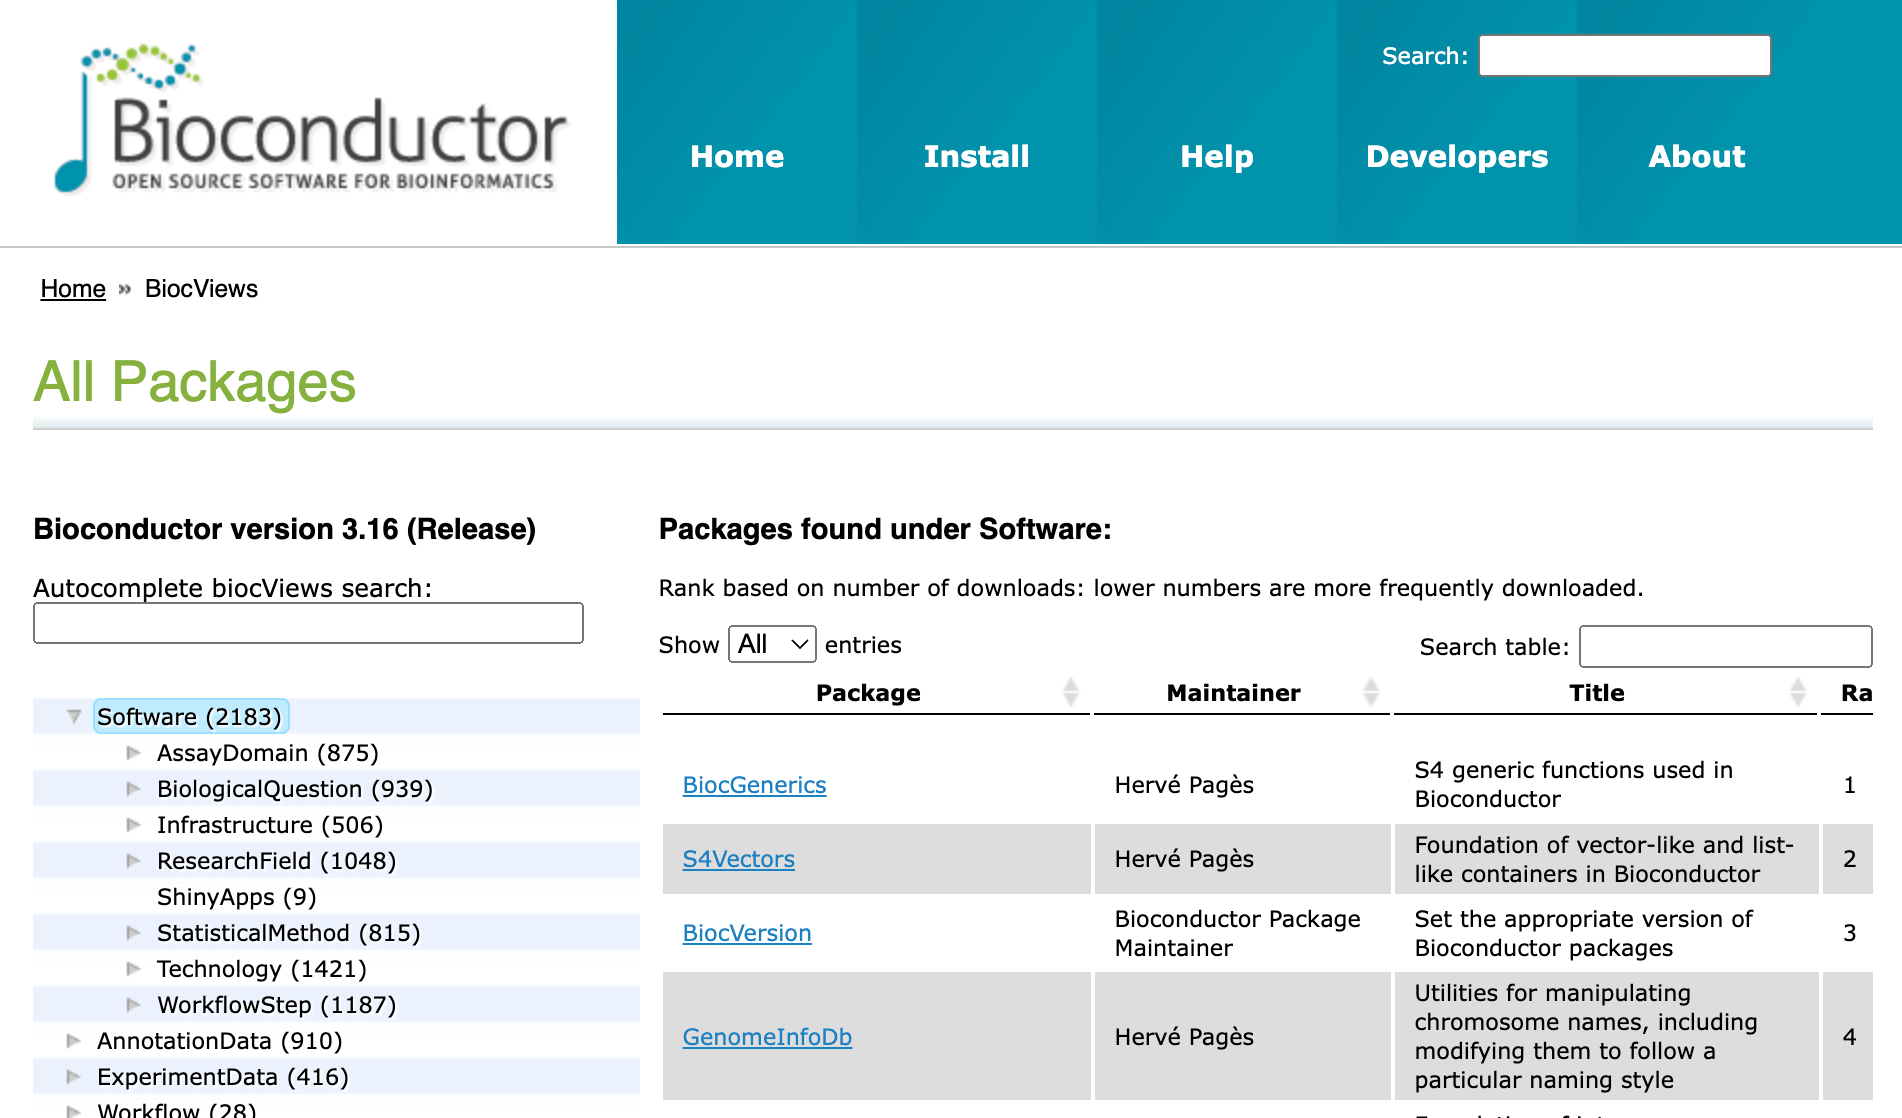 Bioconductor
OPEN SOURCE SOFTWARE FOR BIOINFORMATICS
Search:
Home
Install
Help
Developers
About
Home » BiocViews
All Packages
Bioconductor version 3.16 (Release)
Autocomplete biocViews search:
Software (2183)
AssayDomain (875)
BiologicalQuestion (939)
Infrastructure (506)
ResearchField (1048)
ShinyApps (9)
StatisticalMethod (815)
Technology (1421)
WorkflowStep (1187)
AnnotationData (910)
ExperimentData (416)
Workflow (28)
Packages found under Software:
Rank based on number of downloads: lower numbers are more frequently downloaded.
Show All entries
Search table:
Package
Maintainer
Title
Ra
BiocGenerics
Hervé Pagès
S4 generic functions used in
Bioconductor
1
S4Vectors
Hervé Pagès
Foundation of vector-like and list-
like containers in Bioconductor
2
BiocVersion
Bioconductor Package
Maintainer
Set the appropriate version of
Bioconductor packages
3
GenomeInfoDb
Hervé Pagès
Utilities for manipulating
chromosome names, including
modifying them to follow a
particular naming style
4